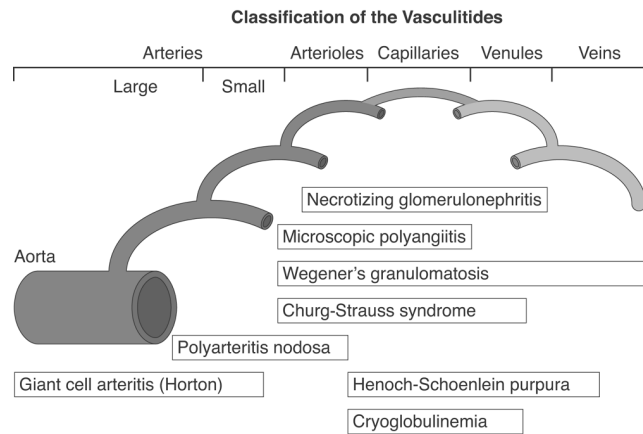 Classification of the Vasculitides
Arteries Arterioles Capillaries Venules Veins
Large Small
Necrotizing glomerulonephritis
Microscopic polyangiitis
Aorta
Wegener's granulomatosis
Churg-Strauss syndrome
Polyarteritis nodosa
Giant cell arteritis (Horton) Henoch-Schoenlein purpura
Cryoglobulinemia